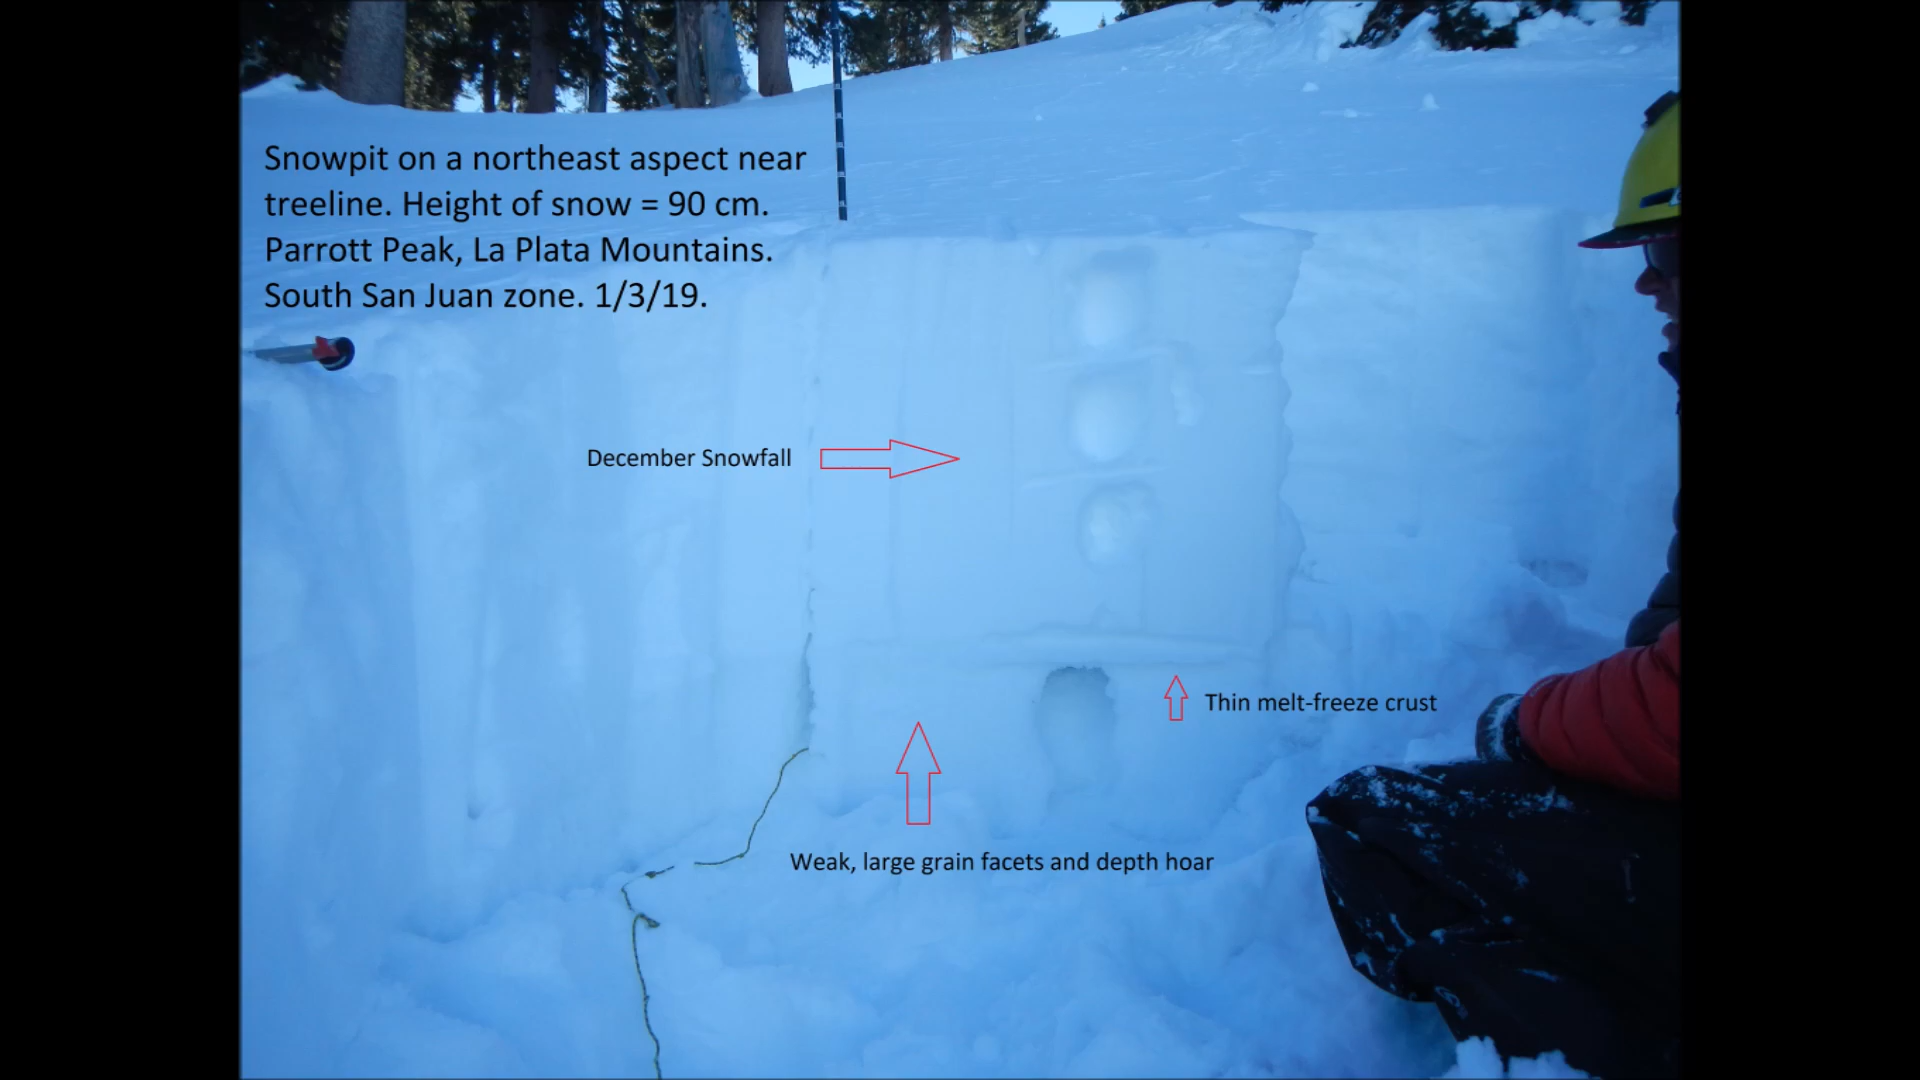 Snowpit on a northeast aspect near
treeline. Height of snow = 90 cm.
Parrott Peak, La Plata Mountains.
South San Juan zone. 1/3/19.
December Snowfall
Thin melt-freeze crust
Weak, large grain facets and depth hoar